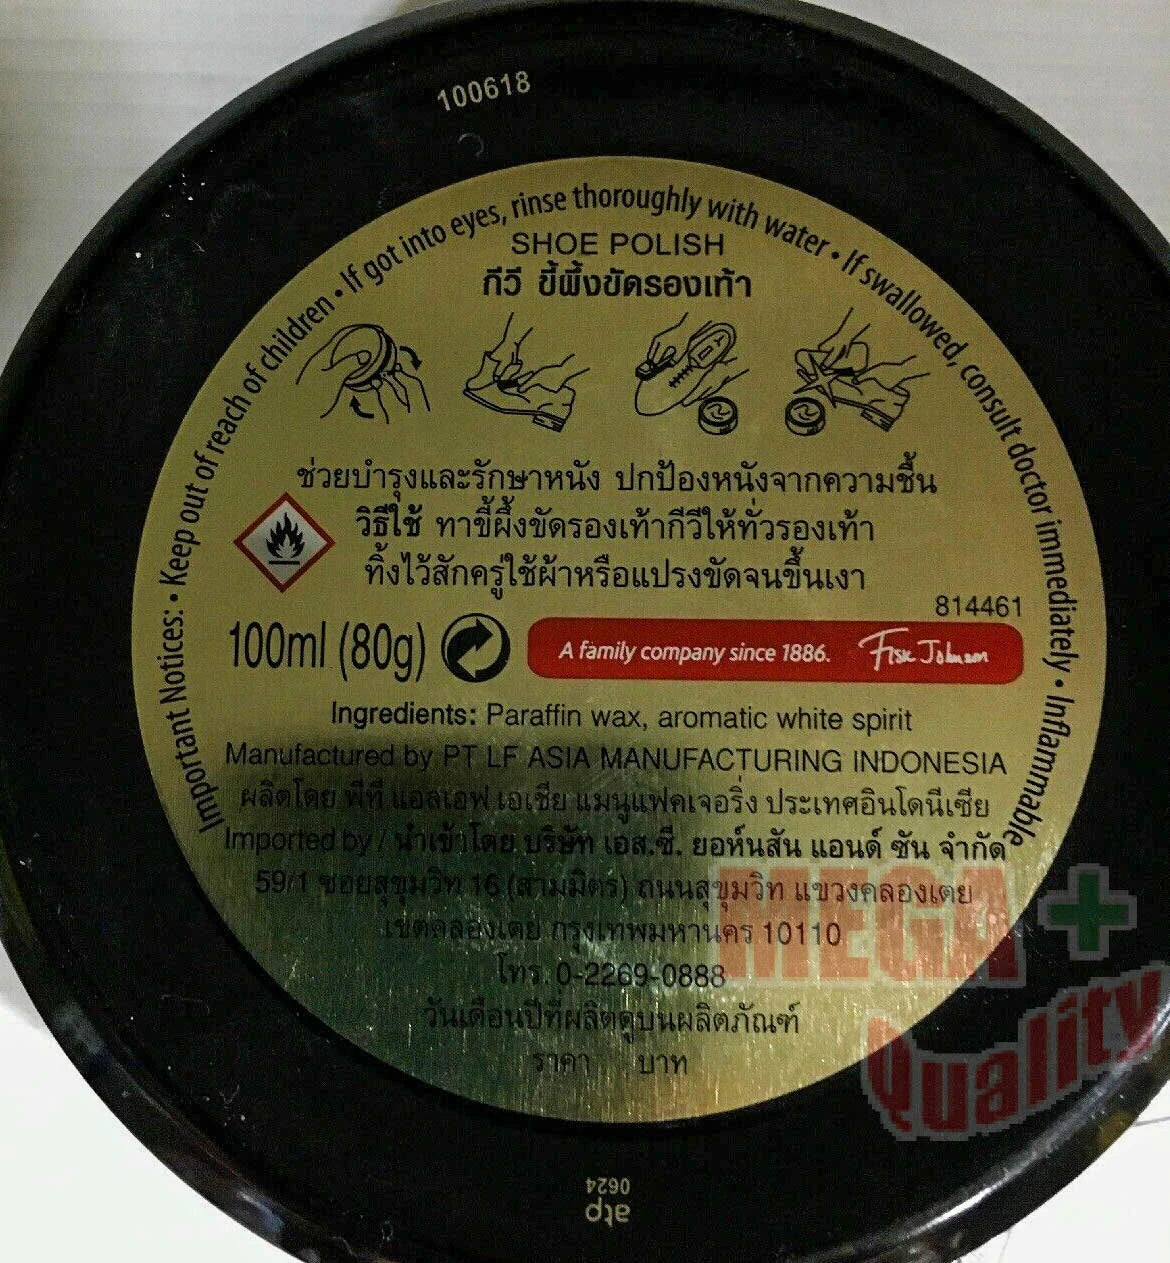 100618
Important Notices: • Keep out of reach of children • If got into eyes, rinse thoroughly with water • If swallowed, consult doctor immediately • Inflammable
SHOE POLISH
กีวี ขี้ผึ้งขัดรองเท้า
ช่วยบำรุงและรักษาหนัง ปกป้องหนังจากความชื้น
วิธีใช้ ทาขี้ผึ้งขัดรองเท้ากีวีให้ทั่วรองเท้า
ทิ้งไว้สักครู่ใช้ผ้าหรือแปรงขัดจนขึ้นเงา
814461
100ml (80g)
A family company since 1886. Fisk Johnson
Ingredients: Paraffin wax, aromatic white spirit
Manufactured by PT LF ASIA MANUFACTURING INDONESIA
ผลิตโดย พีที แอลเอฟ เอเชีย แมนูแฟคเจอริ่ง ประเทศอินโดนีเซีย
Imported by / นำเข้าโดย บริษัท เอส.ซี. ยอห์นสัน แอนด์ ซัน จำกัด
59/1 ซอยสุขุมวิท 16 (สามมิตร) ถนนสุขุมวิท แขวงคลองเตย
เขตคลองเตย กรุงเทพมหานคร 10110
โทร. 0-2269-0888
วันเดือนปีที่ผลิตดูบนผลิตภัณฑ์
ราคา บาท
MEGA+
Quality
0624
atp